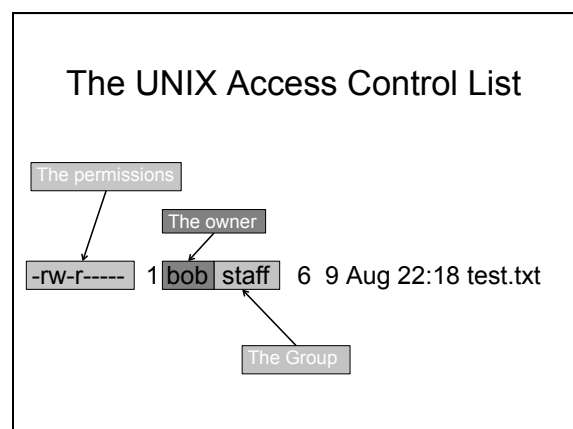 The UNIX Access Control List
The permissions
The owner
-rw-r----- 1 bob staff 6 9 Aug 22:18 test.txt
The Group